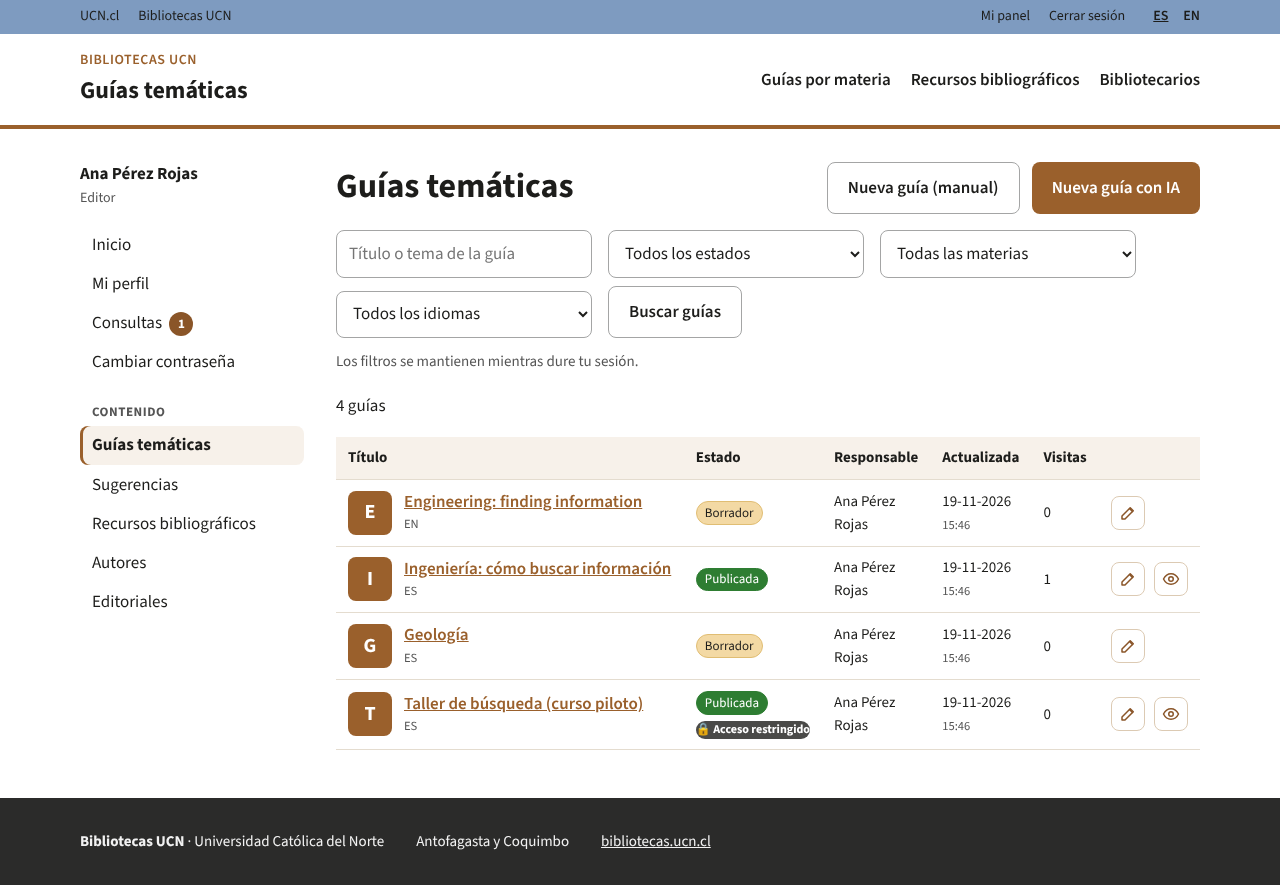 UCN.cl Bibliotecas UCN Mi panel Cerrar sesión ES EN
BIBLIOTECAS UCN
Guías temáticas
Guías por materia Recursos bibliográficos Bibliotecarios
Ana Pérez Rojas
Editor
Inicio
Mi perfil
Consultas 1
Cambiar contraseña
CONTENIDO
Guías temáticas
Sugerencias
Recursos bibliográficos
Autores
Editoriales
Guías temáticas
Nueva guía (manual) Nueva guía con IA
Título o tema de la guía Todos los estados Todas las materias
Todos los idiomas Buscar guías
Los filtros se mantienen mientras dure tu sesión.
4 guías
Título Estado Responsable Actualizada Visitas
E Engineering: finding information EN Borrador Ana Pérez Rojas 19-11-2026 15:46 0
I Ingeniería: cómo buscar información ES Publicada Ana Pérez Rojas 19-11-2026 15:46 1
G Geología ES Borrador Ana Pérez Rojas 19-11-2026 15:46 0
T Taller de búsqueda (curso piloto) ES Publicada 🔒 Acceso restringido Ana Pérez Rojas 19-11-2026 15:46 0
Bibliotecas UCN · Universidad Católica del Norte Antofagasta y Coquimbo bibliotecas.ucn.cl